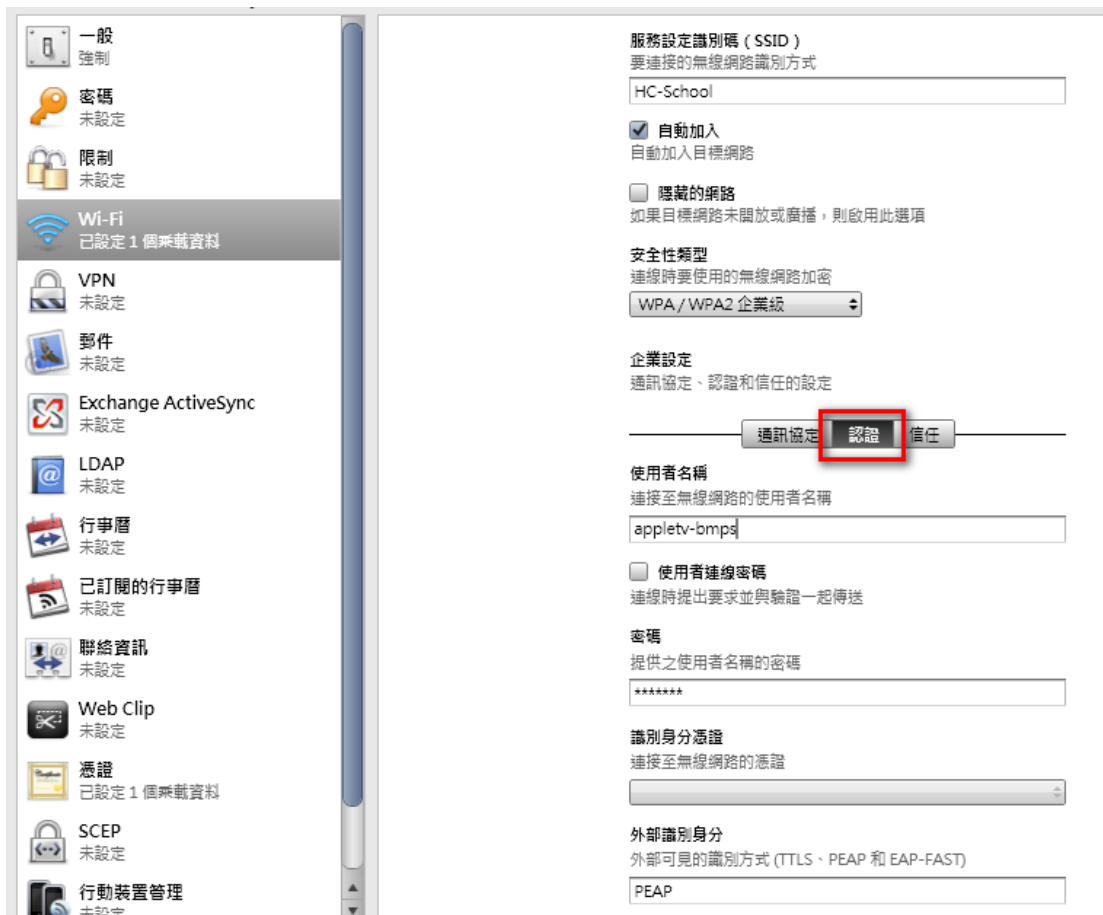 一般
強制
密碼
未設定
限制
未設定
Wi-Fi
已設定 1 個乘載資料
VPN
未設定
郵件
未設定
Exchange ActiveSync
未設定
LDAP
未設定
行事曆
未設定
已訂閱的行事曆
未設定
聯絡資訊
未設定
Web Clip
未設定
憑證
已設定 1 個乘載資料
SCEP
未設定
行動裝置管理
未設定
服務設定識別碼 ( SSID )
要連接的無線網路識別方式
HC-School
自動加入
自動加入目標網路
隱藏的網路
如果目標網路未開放或廣播，則啟用此選項
安全性類型
連線時要使用的無線網路加密
WPA / WPA2 企業級
企業設定
通訊協定、認證和信任的設定
通訊協定 認證 信任
使用者名稱
連接至無線網路的使用者名稱
appletv-bmps
使用者連線密碼
連線時提出要求並與驗證一起傳送
密碼
提供之使用者名稱的密碼
*******
識別身分憑證
連接至無線網路的憑證
外部識別身分
外部可見的識別方式 (TTLS、PEAP 和 EAP-FAST)
PEAP